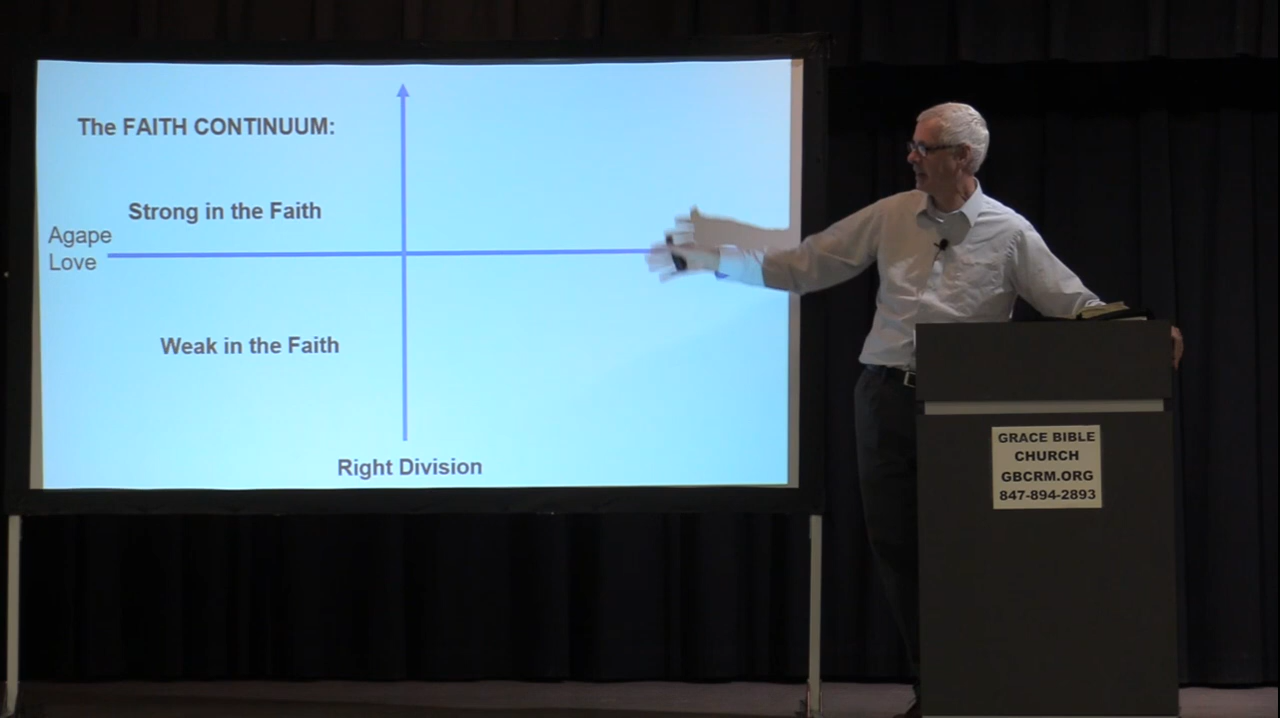 The FAITH CONTINUUM:
Strong in the Faith
Agape
Love
Weak in the Faith
Right Division
GRACE BIBLE
CHURCH
GBCRM.ORG
847-894-2893